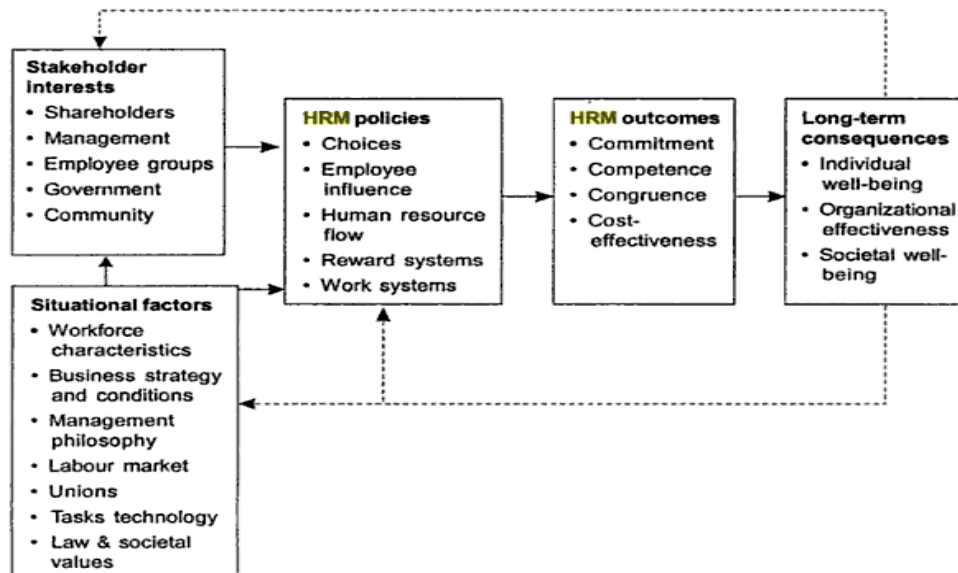 Stakeholder
interests
• Shareholders
• Management
• Employee groups
• Government
• Community
HRM policies
• Choices
• Employee
influence
• Human resource
flow
• Reward systems
• Work systems
HRM outcomes
• Commitment
• Competence
• Congruence
• Cost-
effectiveness
Long-term
consequences
• Individual
well-being
• Organizational
effectiveness
• Societal well-
being
Situational factors
• Workforce
characteristics
• Business strategy
and conditions
• Management
philosophy
• Labour market
• Unions
• Tasks technology
• Law & societal
values